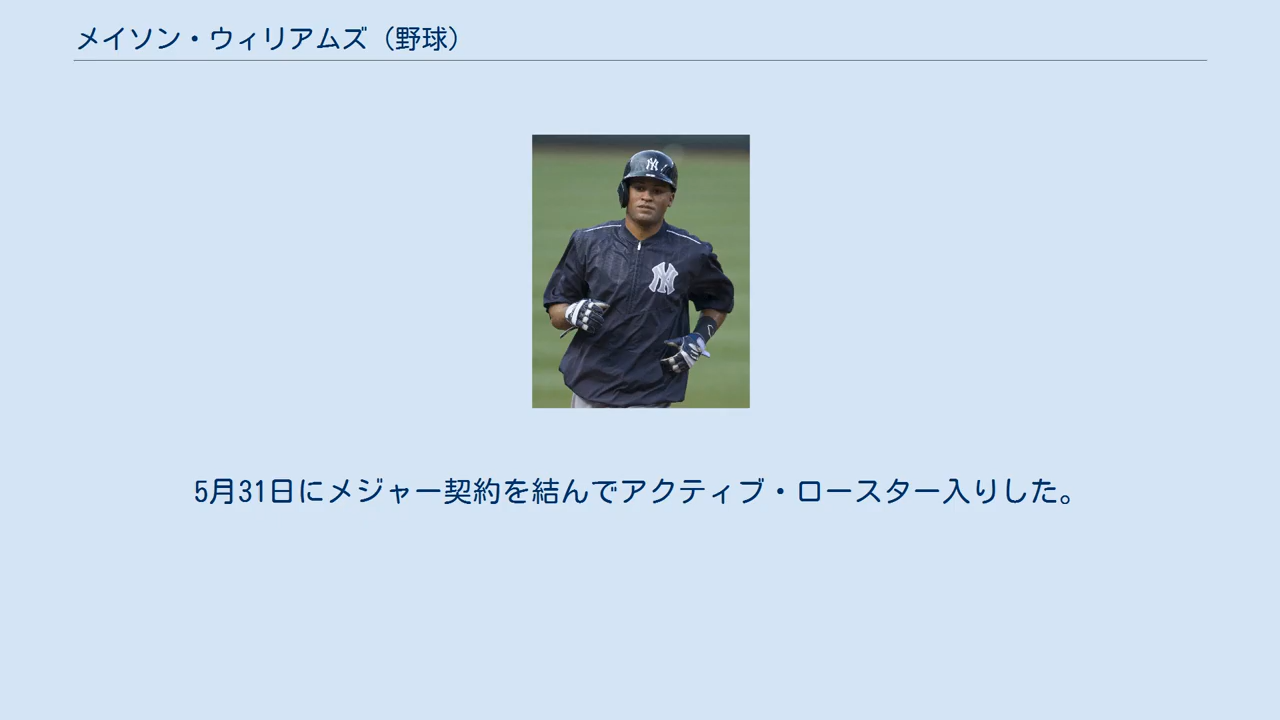 メイソン・ウィリアムズ（野球）
NY
NY
5月31日にメジャー契約を結んでアクティブ・ロースター入りした。